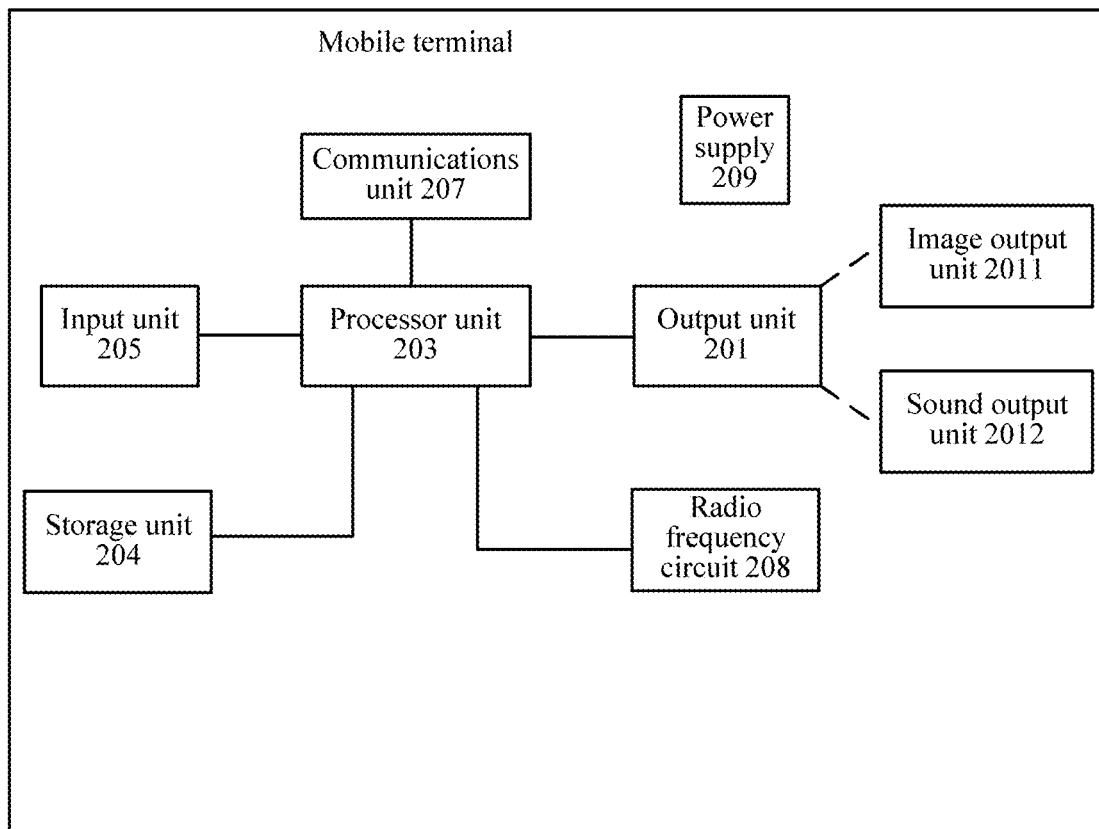 Mobile terminal
Power
supply
209
Communications
unit 207
Image output
unit 2011
Input unit
205
Processor unit
203
Output unit
201
Sound output
unit 2012
Storage unit
204
Radio
frequency
circuit 208